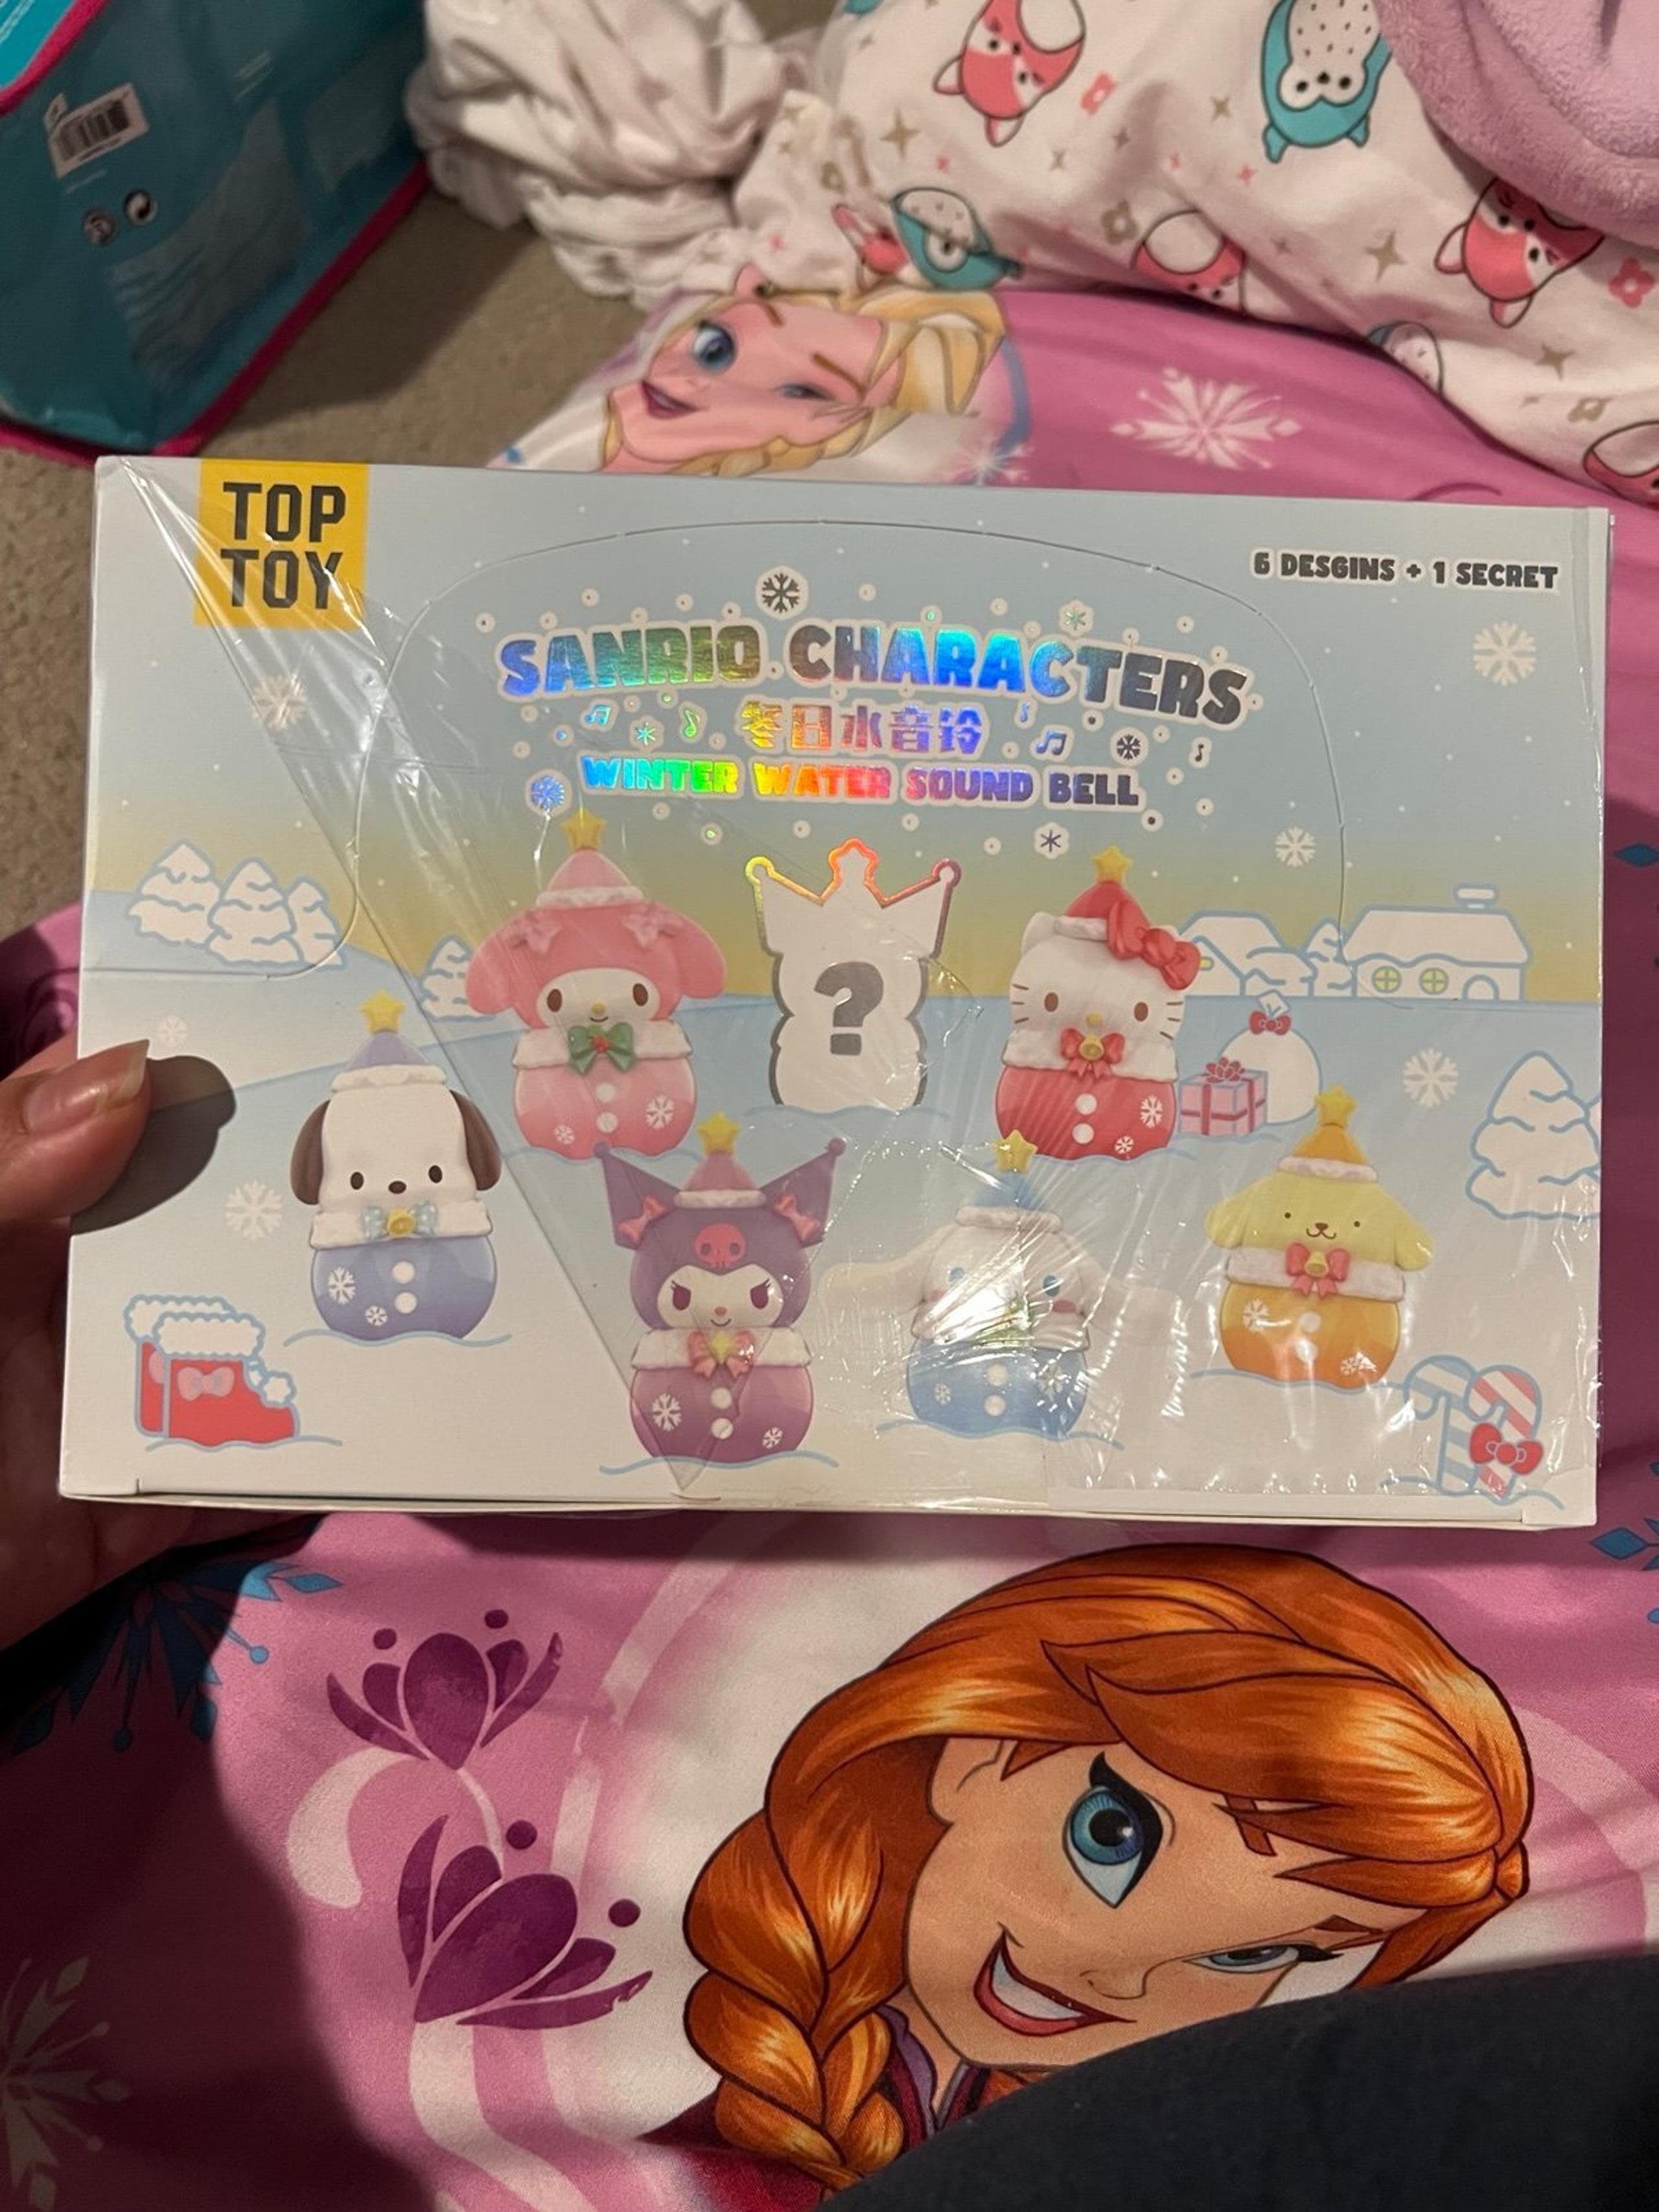 TOP
TOY
6 DESGINS + 1 SECRET
SANRIO CHARACTERS
冬日水音铃
WINTER WATER SOUND BELL
?